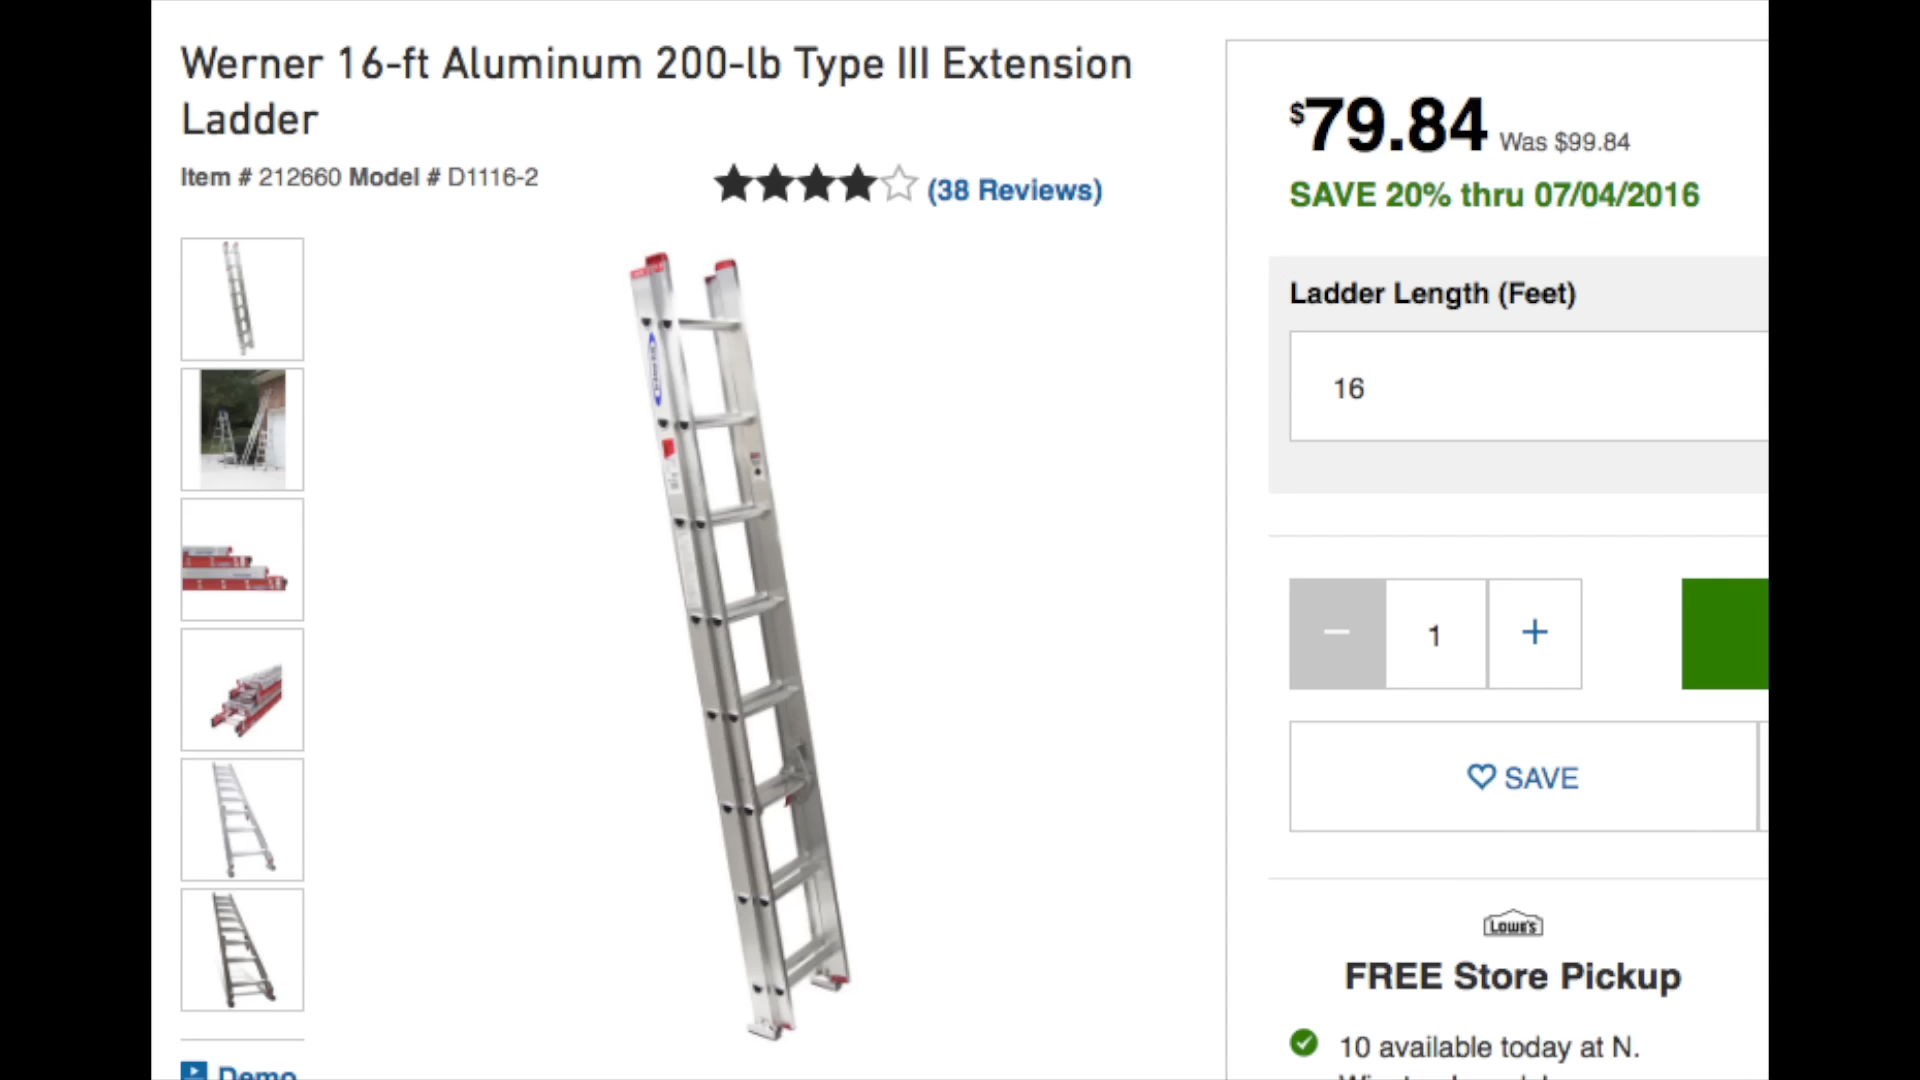 Werner 16-ft Aluminum 200-lb Type III Extension
Ladder
Item # 212660 Model # D1116-2
(38 Reviews)
$79.84 Was $99.84
SAVE 20% thru 07/04/2016
Ladder Length (Feet)
16
− 1 +
SAVE
LOWE'S
FREE Store Pickup
10 available today at N.
Demo